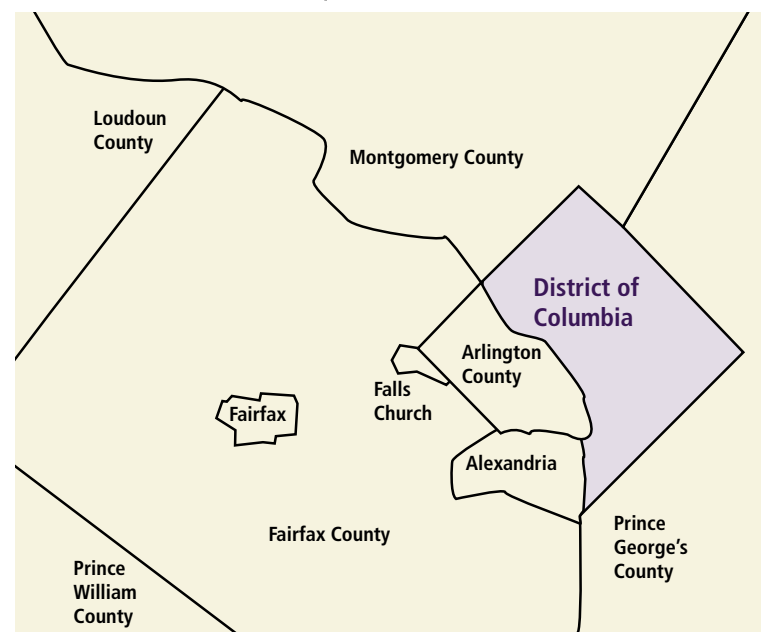 Loudoun
County
Montgomery County
District of
Columbia
Arlington
County
Falls
Church
Fairfax
Alexandria
Fairfax County
Prince
George's
County
Prince
William
County